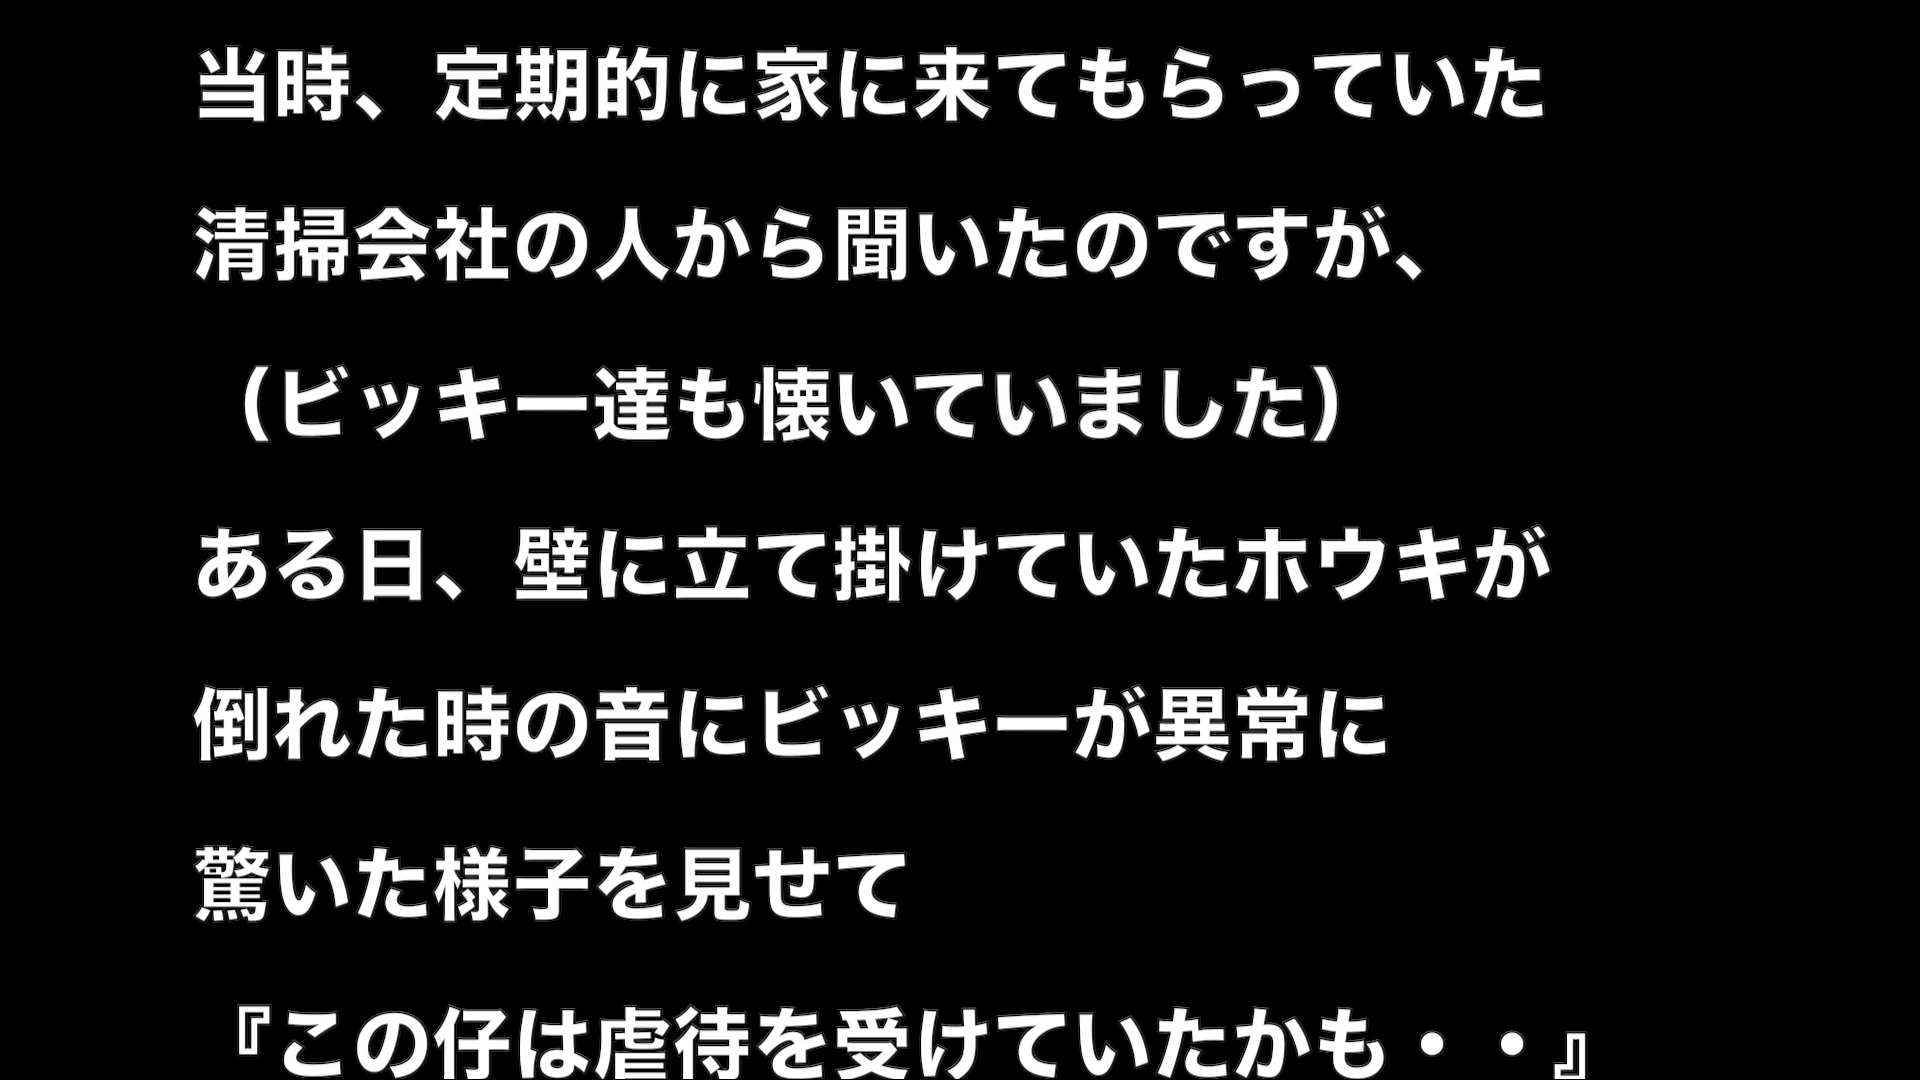 当時、定期的に家に来てもらっていた
清掃会社の人から聞いたのですが、
（ビッキー達も懐いていました）
ある日、壁に立て掛けていたホウキが
倒れた時の音にビッキーが異常に
驚いた様子を見せて
『この仔は虐待を受けていたかも・・』